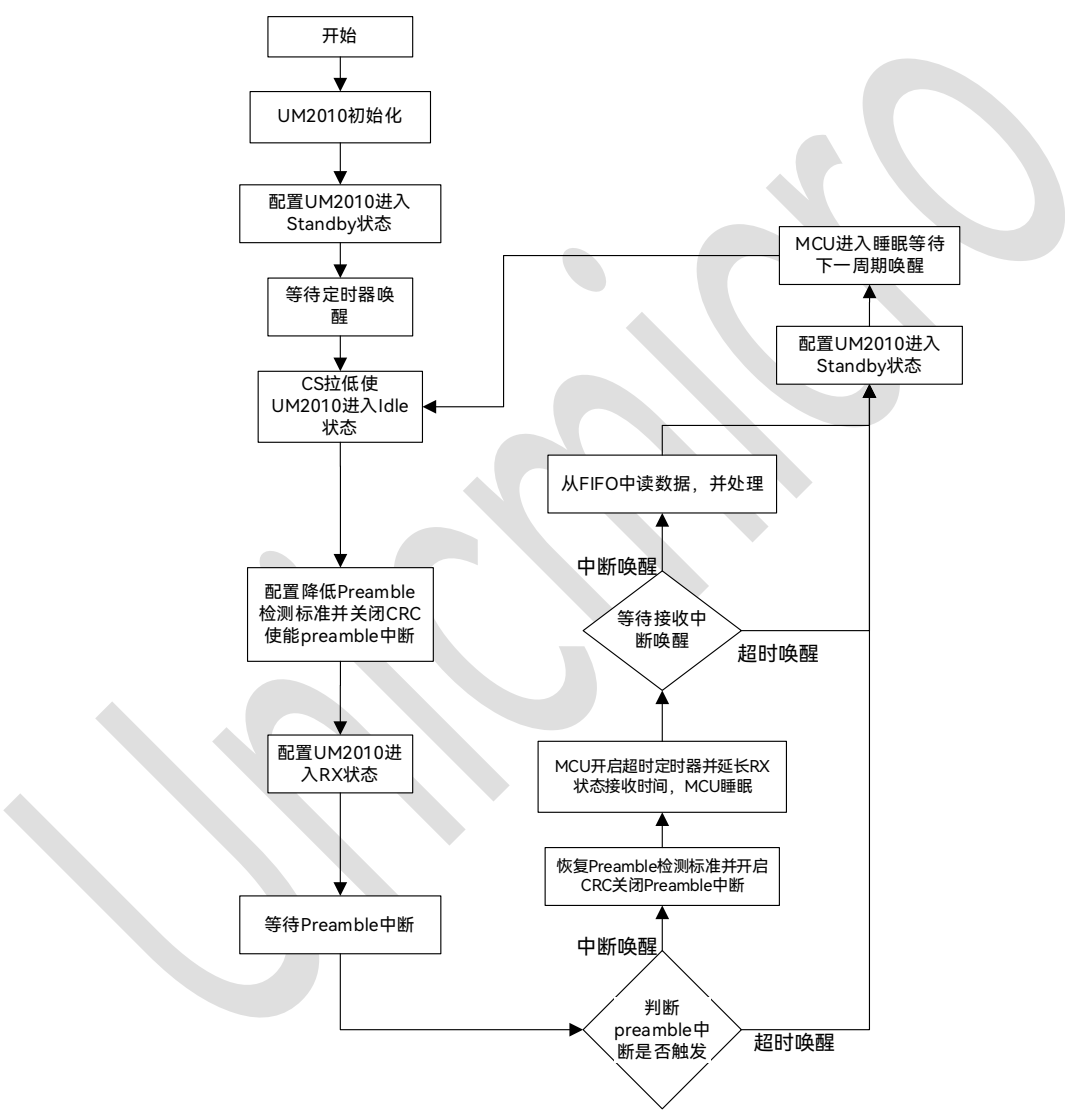 开始
UM2010初始化
配置UM2010进入
Standby状态
等待定时器唤
醒
CS拉低使
UM2010进入Idle
状态
配置降低Preamble
检测标准并关闭CRC
使能preamble中断
配置UM2010进
入RX状态
等待Preamble中断
判断
preamble中
断是否触发
中断唤醒
超时唤醒
恢复Preamble检测标准并开启
CRC关闭Preamble中断
MCU开启超时定时器并延长RX
状态接收时间，MCU睡眠
等待接收中
断唤醒
中断唤醒
超时唤醒
从FIFO中读数据，并处理
配置UM2010进入
Standby状态
MCU进入睡眠等待
下一周期唤醒
Unicmicro